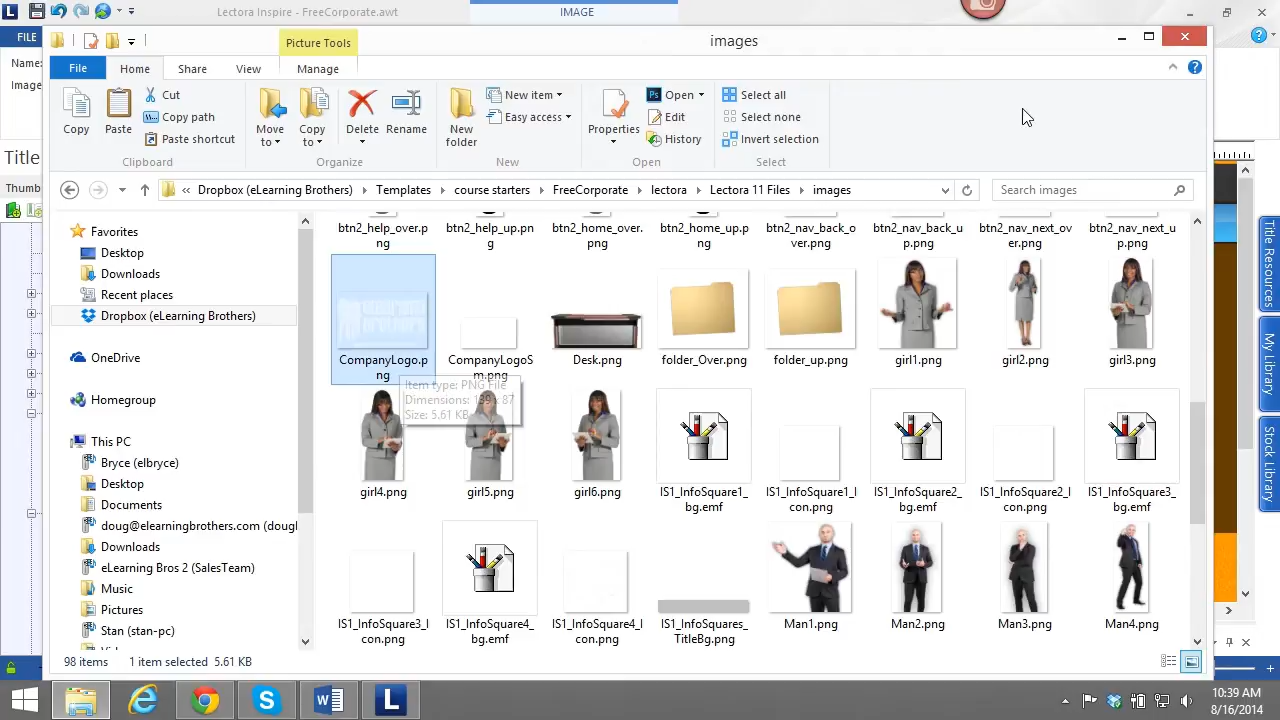 Lectora Inspire - FreeCorporate.awt
IMAGE
FILE
Name:
Image
Title
Thumb
Picture Tools
images
File
Home
Share
View
Manage
Copy
Paste
Cut
Copy path
Paste shortcut
Clipboard
Move to
Copy to
Delete
Rename
Organize
New folder
New item
Easy access
New
Properties
Open
Edit
History
Open
Select all
Select none
Invert selection
Select
Dropbox (eLearning Brothers)
Templates
course starters
FreeCorporate
lectora
Lectora 11 Files
images
Search images
Favorites
Desktop
Downloads
Recent places
Dropbox (eLearning Brothers)
OneDrive
Homegroup
This PC
Bryce (elbryce)
Desktop
Documents
doug@elearningbrothers.com (dougl
Downloads
eLearning Bros 2 (SalesTeam)
Music
Pictures
Stan (stan-pc)
btn2_help_over.png
btn2_help_up.png
btn2_home_over.png
btn2_home_up.png
btn2_nav_back_over.png
btn2_nav_back_up.png
btn2_nav_next_over.png
btn2_nav_next_up.png
CompanyLogo.png
CompanyLogoSm.png
Desk.png
folder_Over.png
folder_up.png
girl1.png
girl2.png
girl3.png
Item type: PNG File
Dimensions: 139 x 87
Size: 5.61 KB
girl4.png
girl5.png
girl6.png
IS1_InfoSquare1_bg.emf
IS1_InfoSquare1_Icon.png
IS1_InfoSquare2_bg.emf
IS1_InfoSquare2_Icon.png
IS1_InfoSquare3_bg.emf
IS1_InfoSquare3_Icon.png
IS1_InfoSquare4_bg.emf
IS1_InfoSquare4_Icon.png
IS1_InfoSquares_TitleBg.png
Man1.png
Man2.png
Man3.png
Man4.png
98 items
1 item selected 5.61 KB
Title Resources
My Library
Stock Library
10:39 AM
8/16/2014